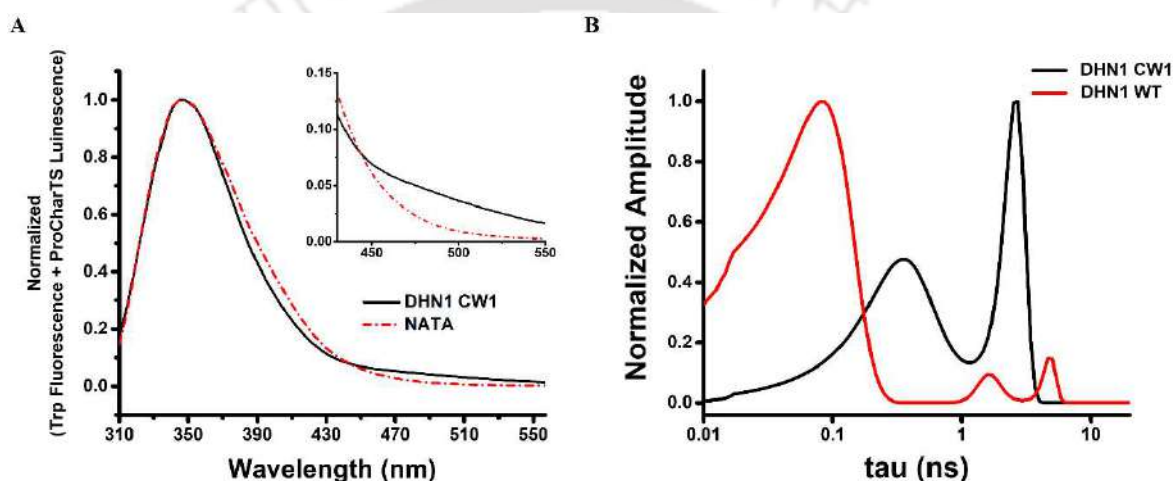 A
Normalized
(Trp Fluorescence + ProCharTS Luinescence)
1.0
0.8
0.6
0.4
0.2
0.0
310 350 390 430 470 510 550
Wavelength (nm)
0.15
0.10
0.05
0.00
450 500 550
DHN1 CW1
NATA
B
Normalized Amplitude
1.0
0.8
0.6
0.4
0.2
0.0
0.01 0.1 1 10
tau (ns)
DHN1 CW1
DHN1 WT